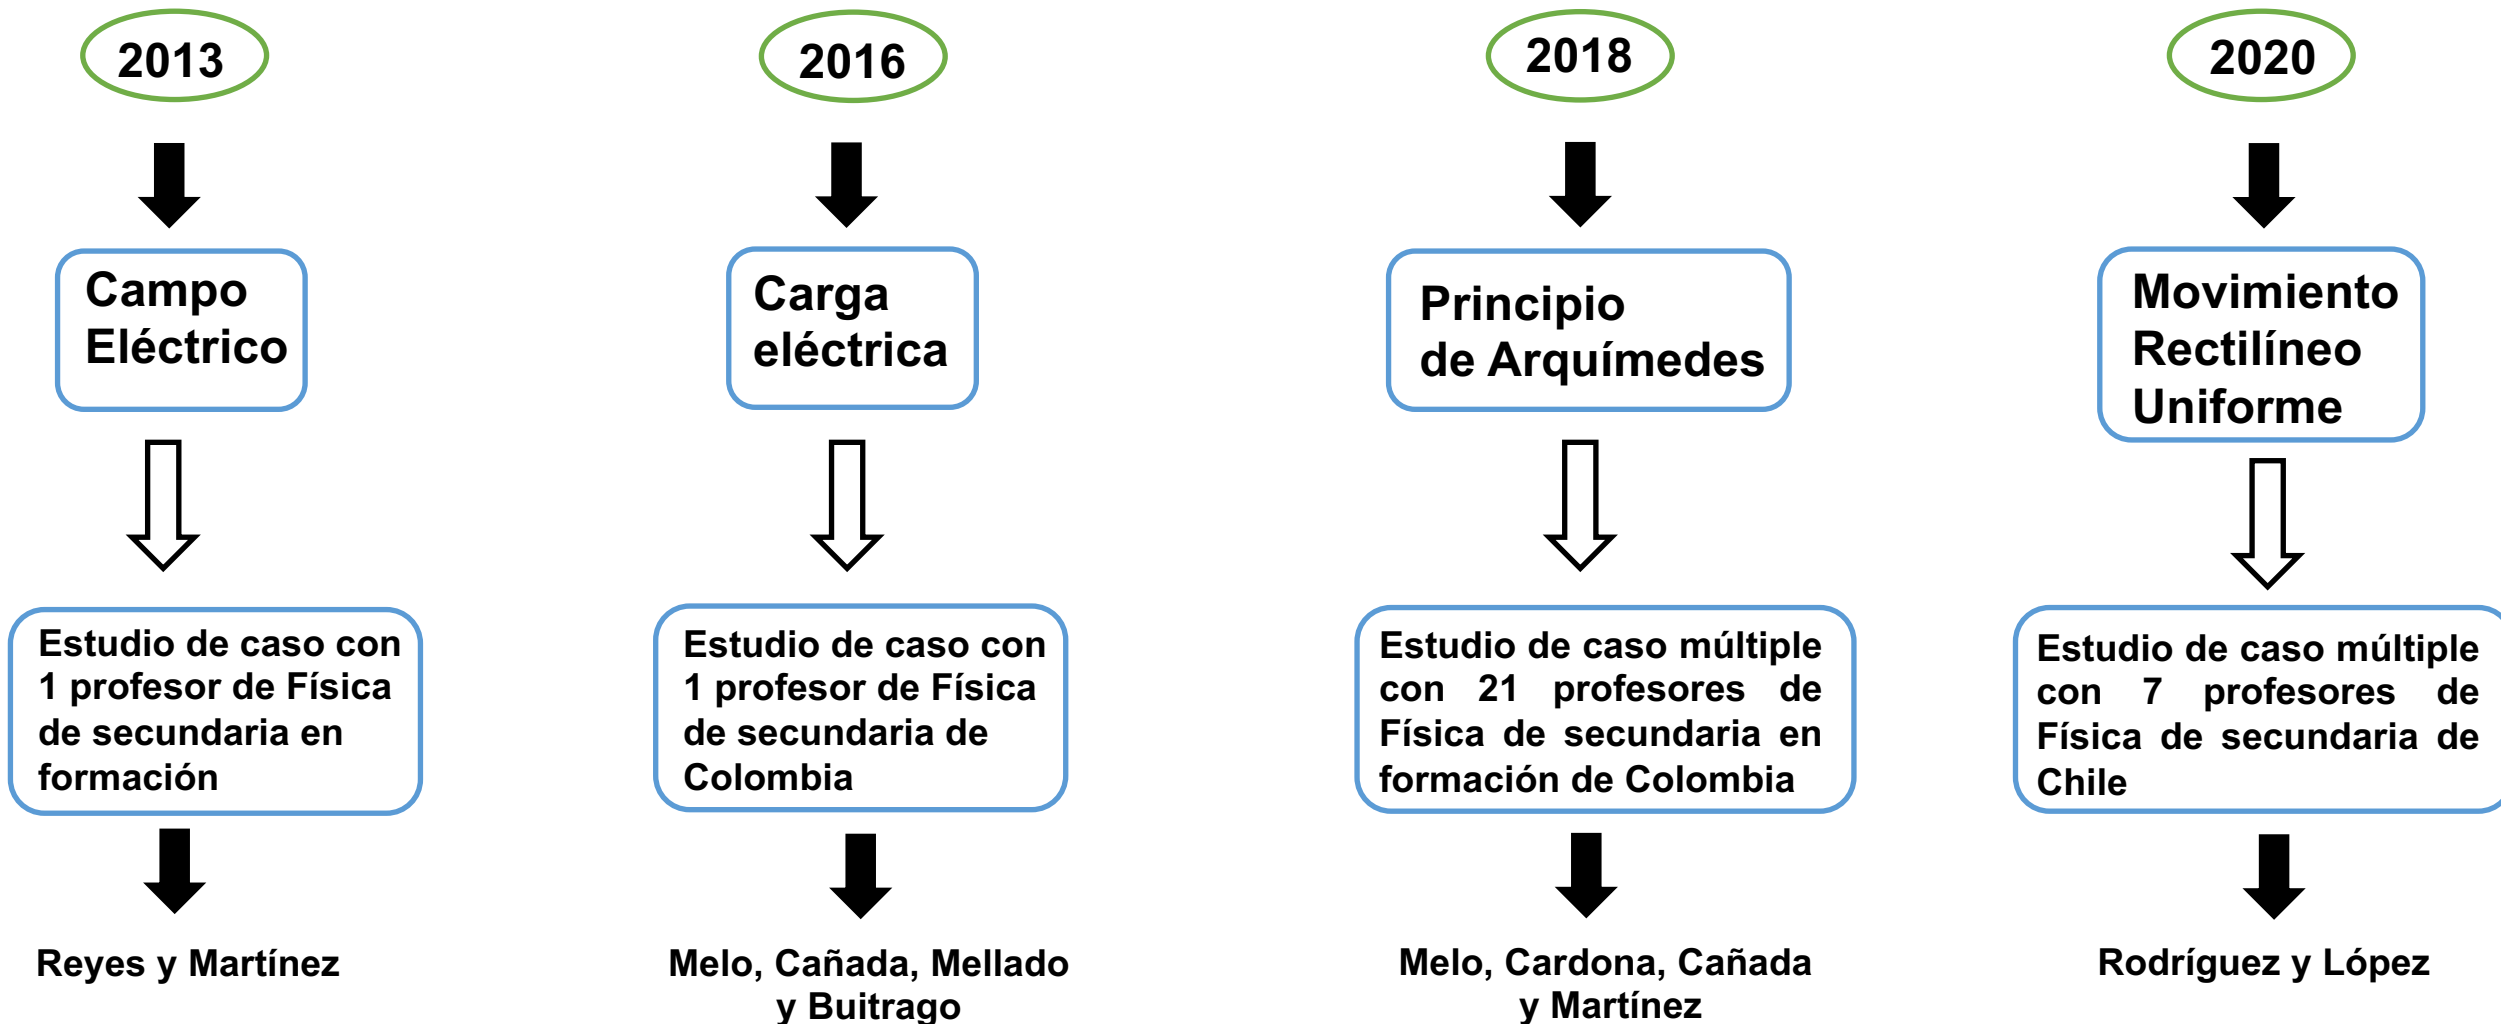 2013
Campo
Eléctrico
Estudio de caso con
1 profesor de Física
de secundaria en
formación
Reyes y Martínez
2016
Carga
eléctrica
Estudio de caso con
1 profesor de Física
de secundaria de
Colombia
Melo, Cañada, Mellado
y Buitrago
2018
Principio
de Arquímedes
Estudio de caso múltiple
con 21 profesores de
Física de secundaria en
formación de Colombia
Melo, Cardona, Cañada
y Martínez
2020
Movimiento
Rectilíneo
Uniforme
Estudio de caso múltiple
con 7 profesores de
Física de secundaria de
Chile
Rodríguez y López